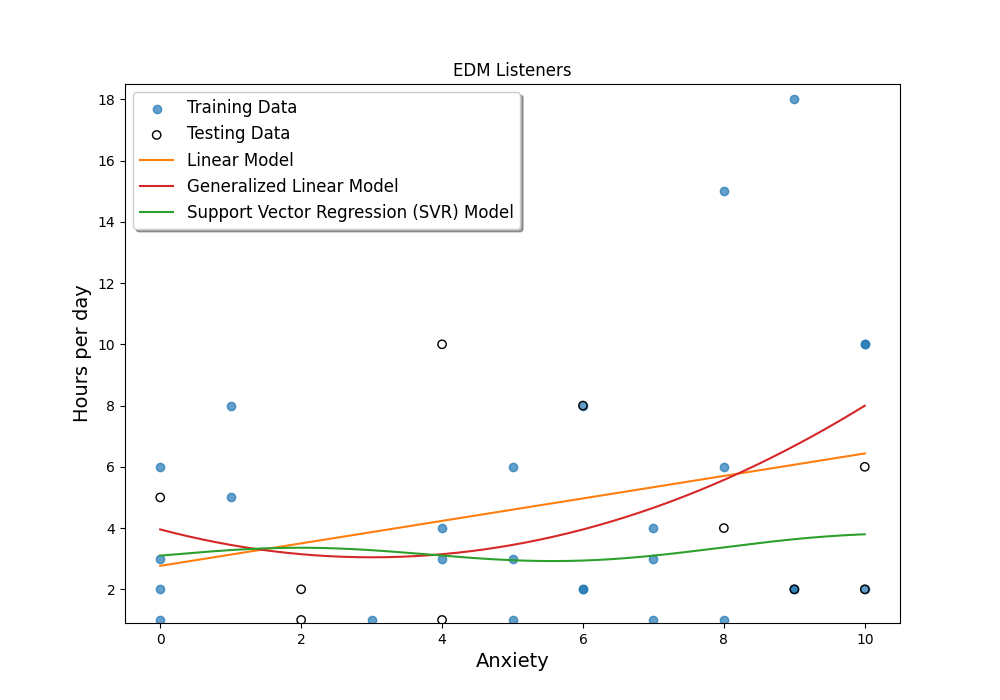 EDM Listeners
Training Data
Testing Data
Linear Model
Generalized Linear Model
Support Vector Regression (SVR) Model
18
16
14
12
10
8
6
4
2
Hours per day
0 2 4 6 8 10
Anxiety